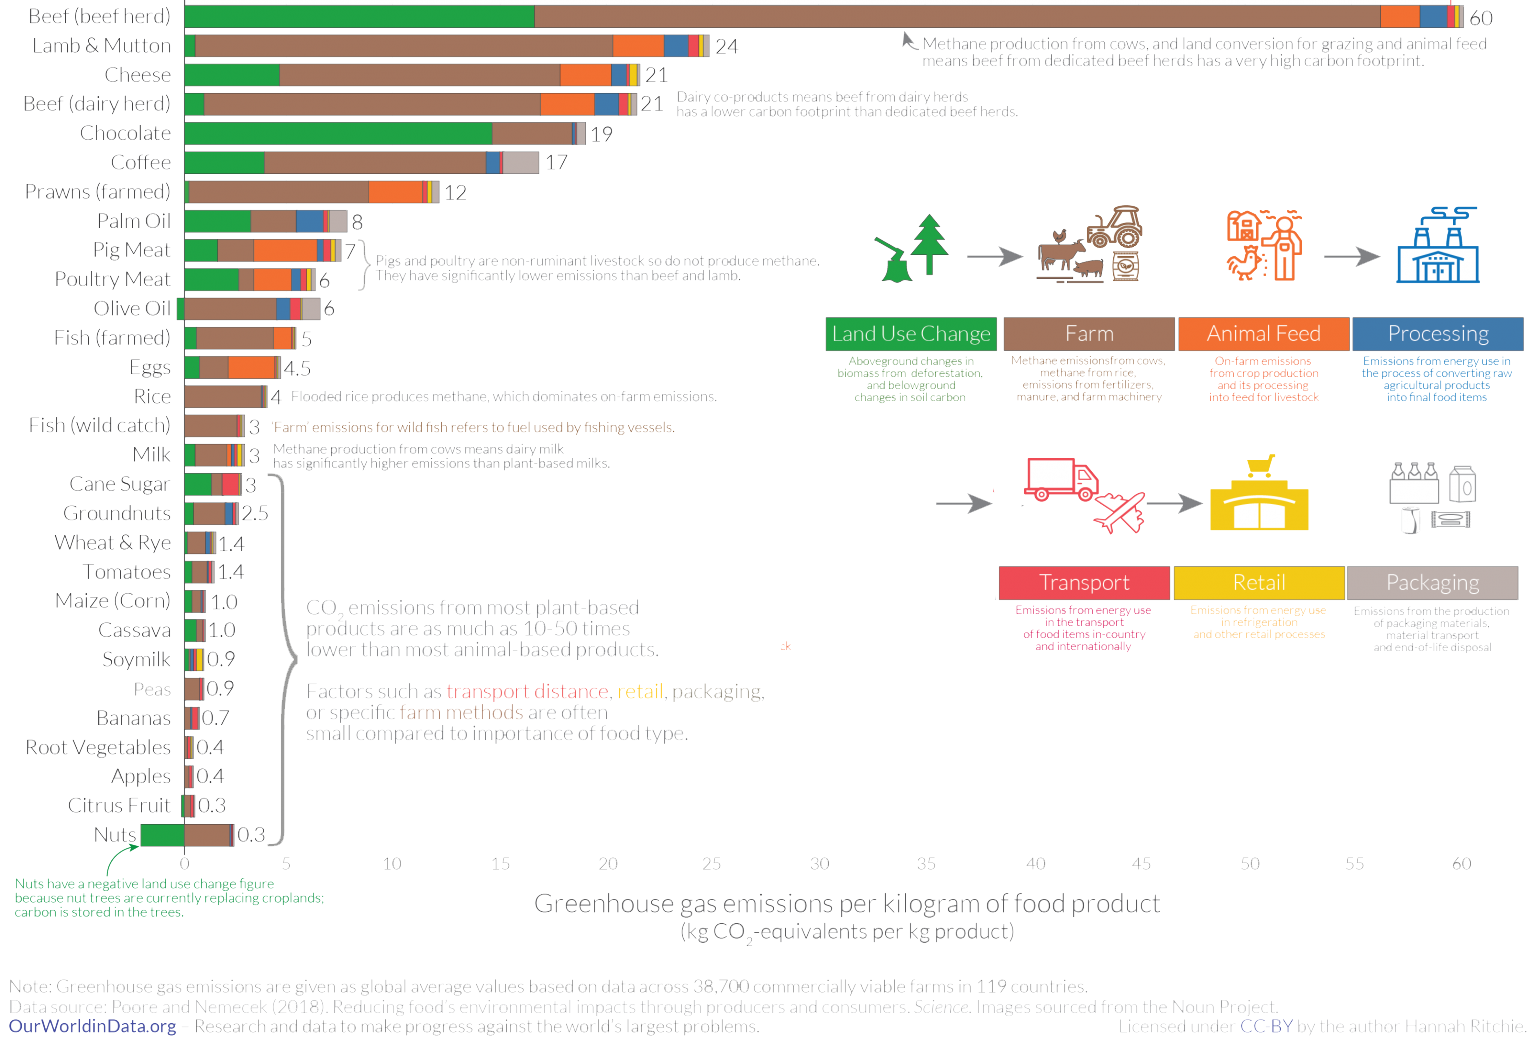 Beef (beef herd) 60
Methane production from cows, and land conversion for grazing and animal feed
means beef from dedicated beef herds has a very high carbon footprint.
Lamb & Mutton 24
Cheese 21
Beef (dairy herd) 21
Dairy co-products means beef from dairy herds
has a lower carbon footprint than dedicated beef herds.
Chocolate 19
Coffee 17
Prawns (farmed) 12
Palm Oil 8
Pig Meat 7
Pigs and poultry are non-ruminant livestock so do not produce methane.
They have significantly lower emissions than beef and lamb.
Poultry Meat 6
Olive Oil 6
Fish (farmed) 5
Eggs 4.5
Rice 4 Flooded rice produces methane, which dominates on-farm emissions.
Fish (wild catch) 3 'Farm' emissions for wild fish refers to fuel used by fishing vessels.
Milk 3
Methane production from cows means dairy milk
has significantly higher emissions than plant-based milks.
Cane Sugar 3
Groundnuts 2.5
Wheat & Rye 1.4
Tomatoes 1.4
Maize (Corn) 1.0
Cassava 1.0
Soymilk 0.9
Peas 0.9
Bananas 0.7
Root Vegetables 0.4
Apples 0.4
Citrus Fruit 0.3
Nuts 0.3
CO2 emissions from most plant-based
products are as much as 10-50 times
lower than most animal-based products.
ck
Factors such as transport distance, retail, packaging,
or specific farm methods are often
small compared to importance of food type.
Land Use Change
Aboveground changes in
biomass from deforestation,
and belowground
changes in soil carbon
Farm
Methane emissionsfrom cows,
methane from rice,
emissions from fertilizers,
manure, and farm machinery
Animal Feed
On-farm emissions
from crop production
and its processing
into feed for livestock
Processing
Emissions from energy use in
the process of converting raw
agricultural products
into final food items
Transport
Emissions from energy use
in the transport
of food items in-country
and internationally
Retail
Emissions from energy use
in refrigeration
and other retail processes
Packaging
Emissions from the production
of packaging materials,
material transport
and end-of-life disposal
0 5 10 15 20 25 30 35 40 45 50 55 60
Nuts have a negative land use change figure
because nut trees are currently replacing croplands;
carbon is stored in the trees.
Greenhouse gas emissions per kilogram of food product
(kg CO2-equivalents per kg product)
Note: Greenhouse gas emissions are given as global average values based on data across 38,700 commercially viable farms in 119 countries.
Data source: Poore and Nemecek (2018). Reducing food's environmental impacts through producers and consumers. Science. Images sourced from the Noun Project.
OurWorldinData.org – Research and data to make progress against the world's largest problems.
Licensed under CC-BY by the author Hannah Ritchie.